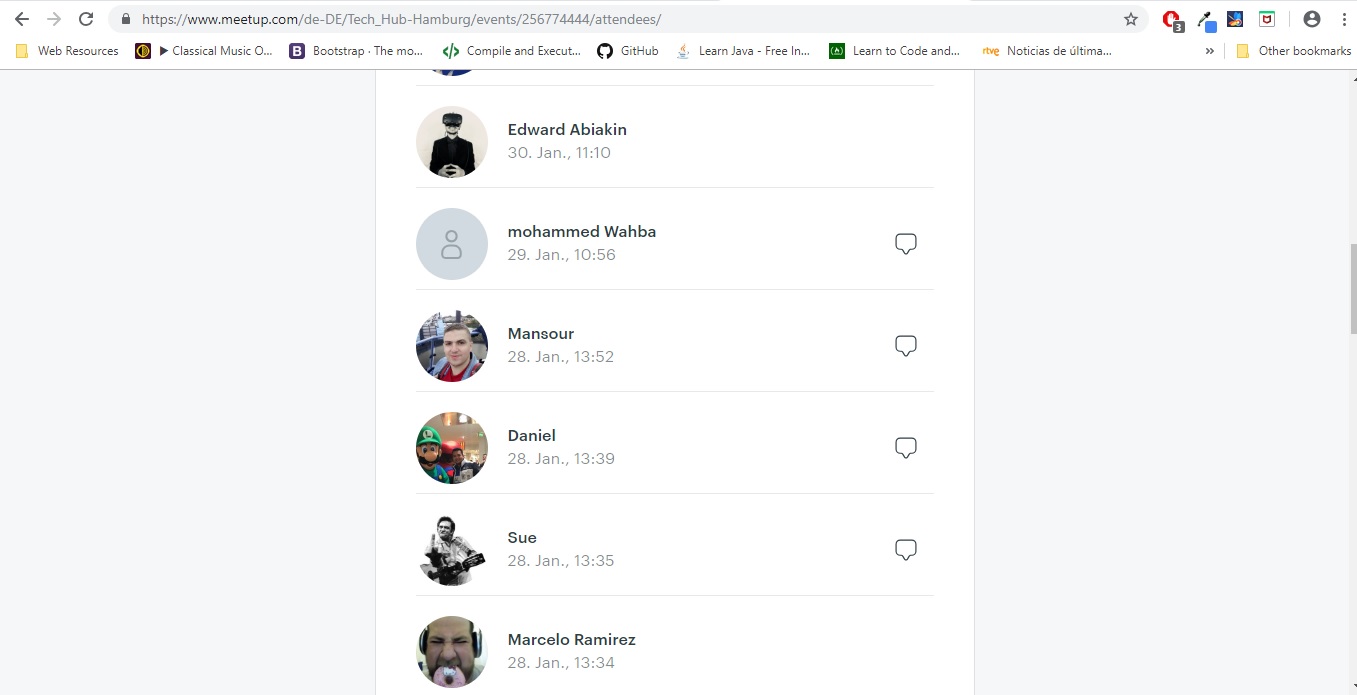 https://www.meetup.com/de-DE/Tech_Hub-Hamburg/events/256774444/attendees/
3
Web Resources
Classical Music O...
B
Bootstrap · The mo...
Compile and Execut...
GitHub
Learn Java - Free In...
Learn to Code and...
rtve
Noticias de última...
»
Other bookmarks
Edward Abiakin
30. Jan., 11:10
mohammed Wahba
29. Jan., 10:56
Mansour
28. Jan., 13:52
Daniel
28. Jan., 13:39
Sue
28. Jan., 13:35
Marcelo Ramirez
28. Jan., 13:34